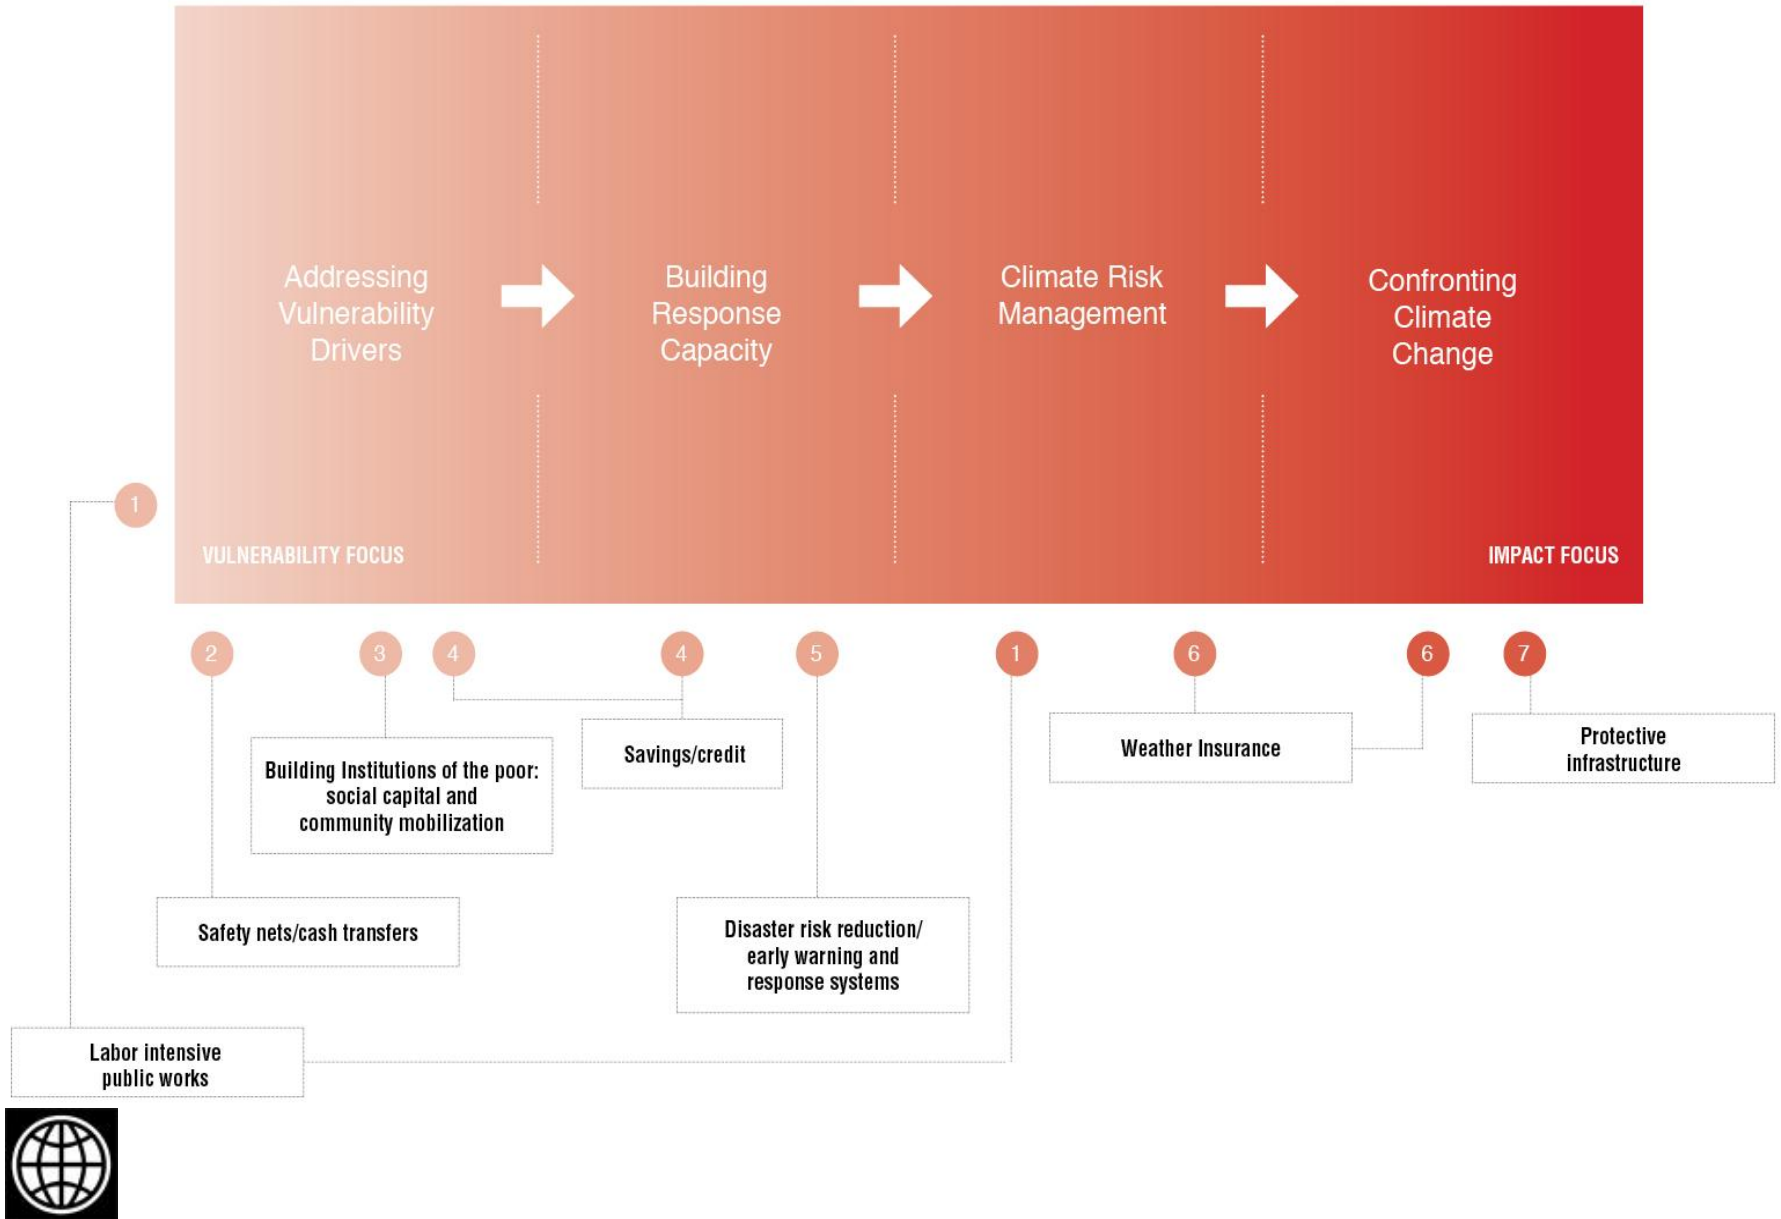 Addressing
Vulnerability
Drivers
Building
Response
Capacity
Climate Risk
Management
Confronting
Climate
Change
1
VULNERABILITY FOCUS
IMPACT FOCUS
2
3
4
4
5
1
6
6
7
Building Institutions of the poor:
social capital and
community mobilization
Savings/credit
Weather Insurance
Protective
infrastructure
Safety nets/cash transfers
Disaster risk reduction/
early warning and
response systems
Labor intensive
public works